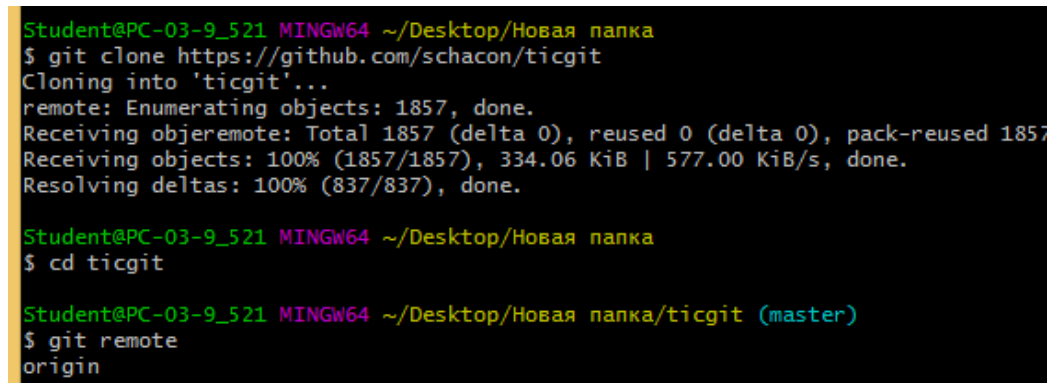 Student@PC-03-9_521 MINGW64 ~/Desktop/Новая папка
$ git clone https://github.com/schacon/ticgit
Cloning into 'ticgit'...
remote: Enumerating objects: 1857, done.
Receiving objeremote: Total 1857 (delta 0), reused 0 (delta 0), pack-reused 1857
Receiving objects: 100% (1857/1857), 334.06 KiB | 577.00 KiB/s, done.
Resolving deltas: 100% (837/837), done.
Student@PC-03-9_521 MINGW64 ~/Desktop/Новая папка
$ cd ticgit
Student@PC-03-9_521 MINGW64 ~/Desktop/Новая папка/ticgit (master)
$ git remote
origin